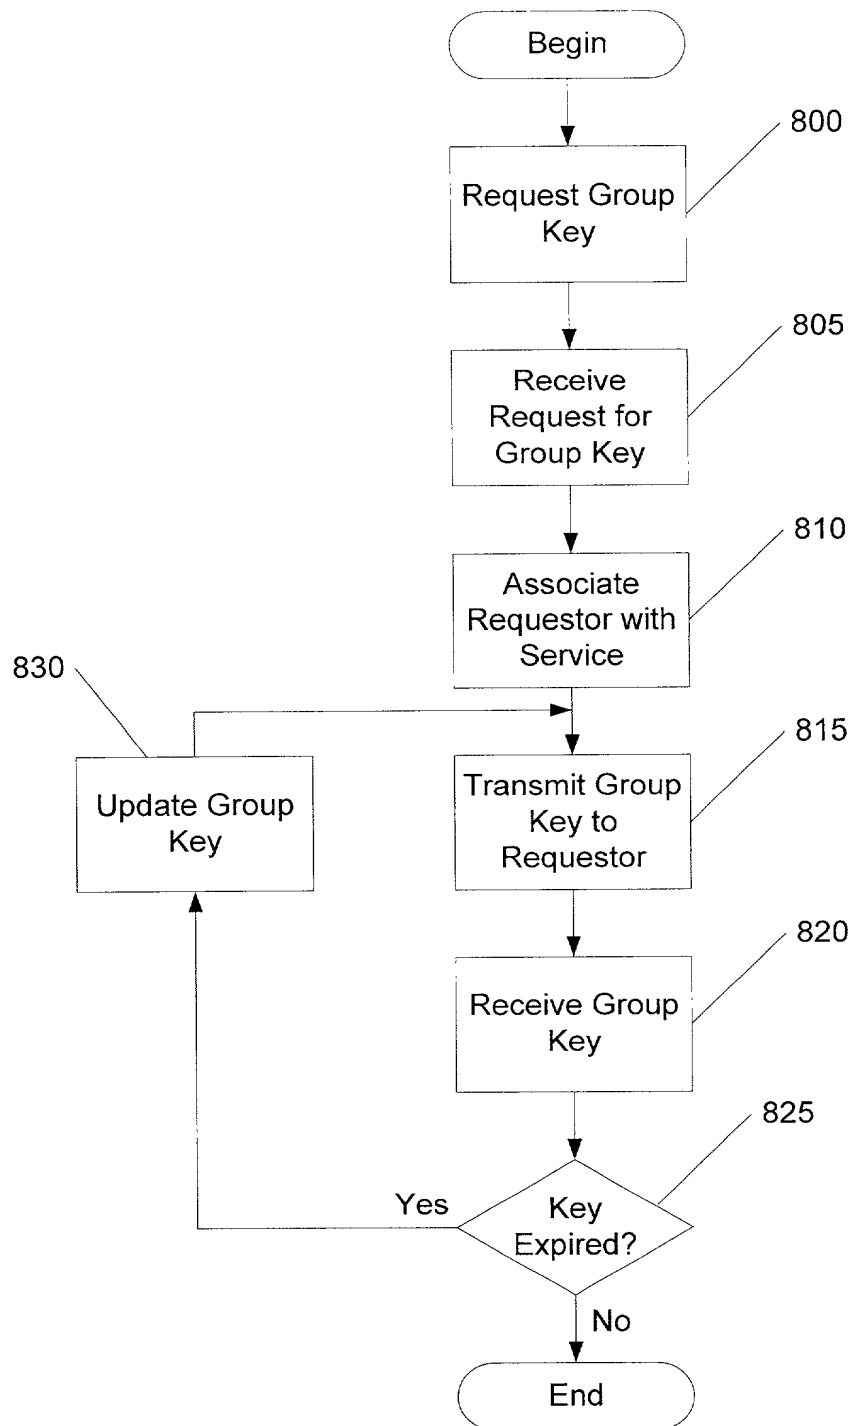 Begin
800
Request Group
Key
805
Receive
Request for
Group Key
810
Associate
Requestor with
Service
830
815
Update Group
Key
Transmit Group
Key to
Requestor
820
Receive Group
Key
825
Yes
Key
Expired?
No
End